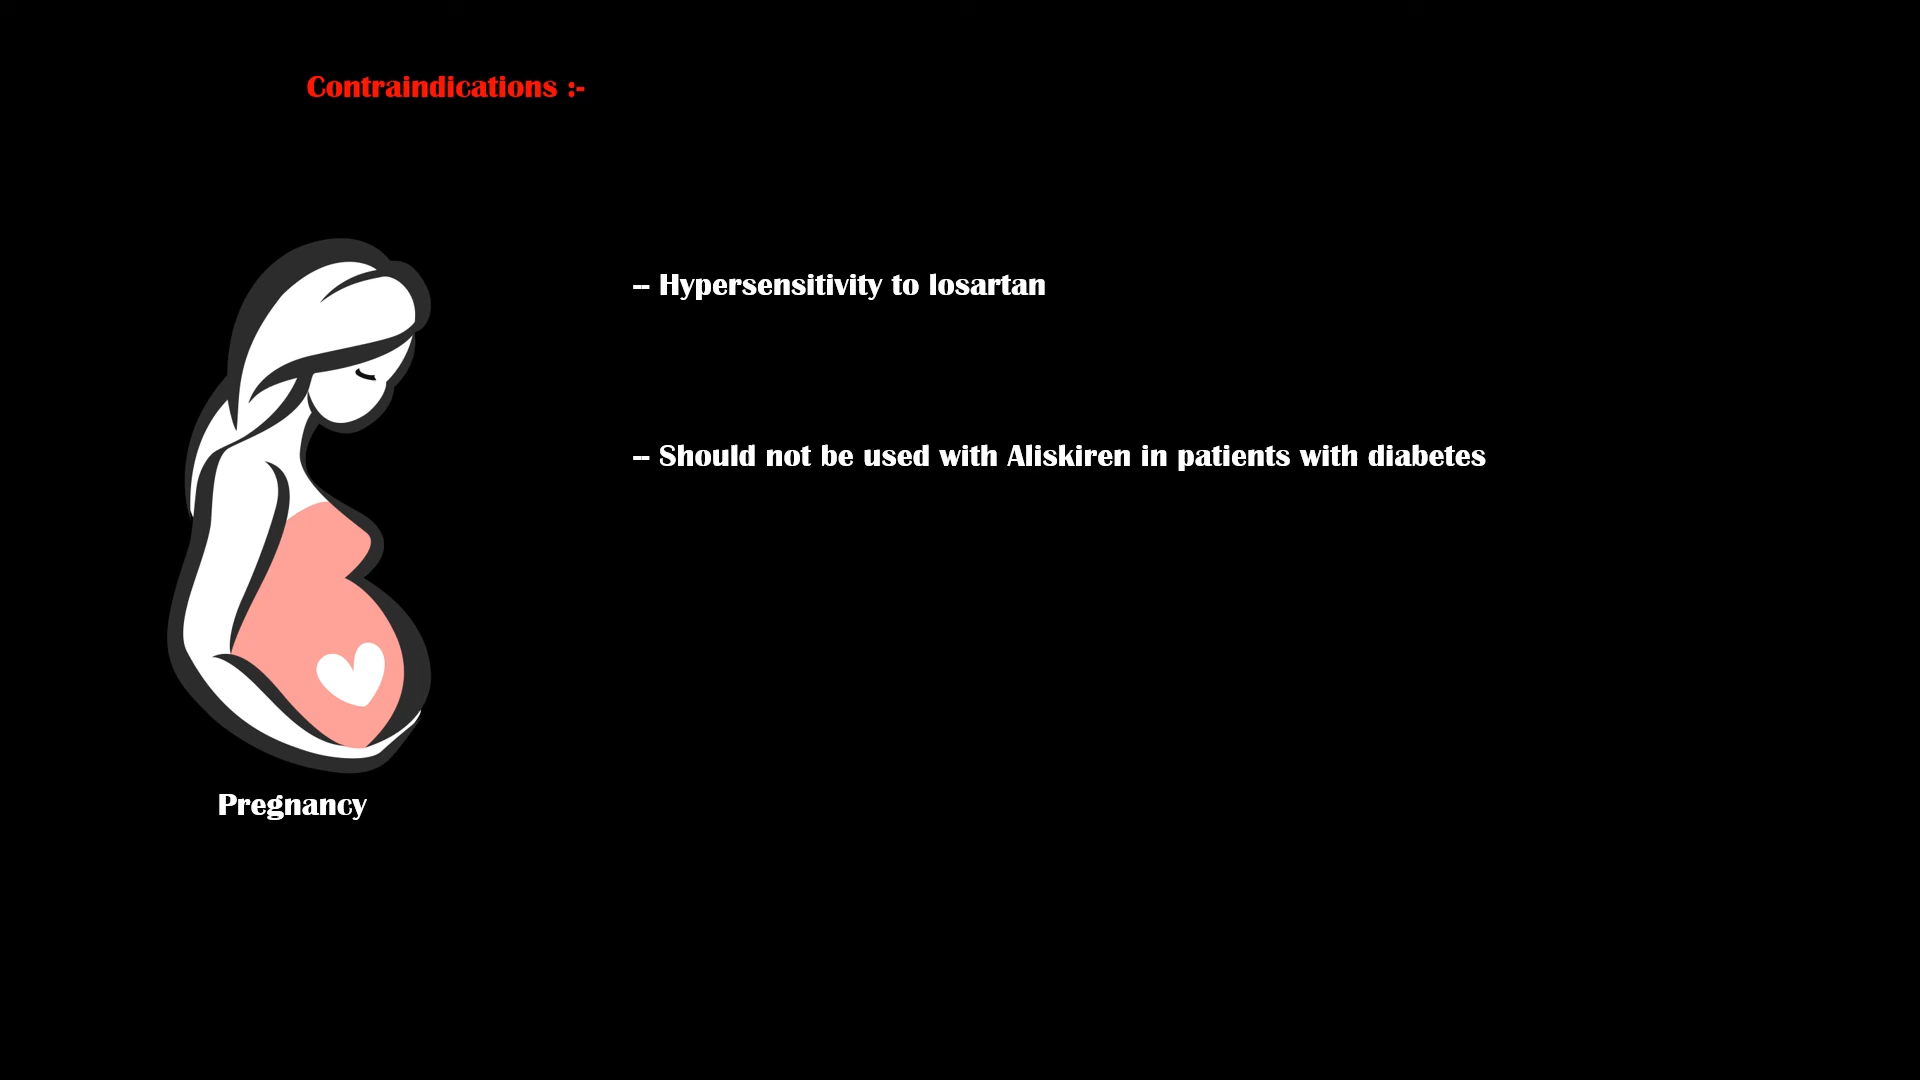 Contraindications :-
-- Hypersensitivity to losartan
-- Should not be used with Aliskiren in patients with diabetes
Pregnancy